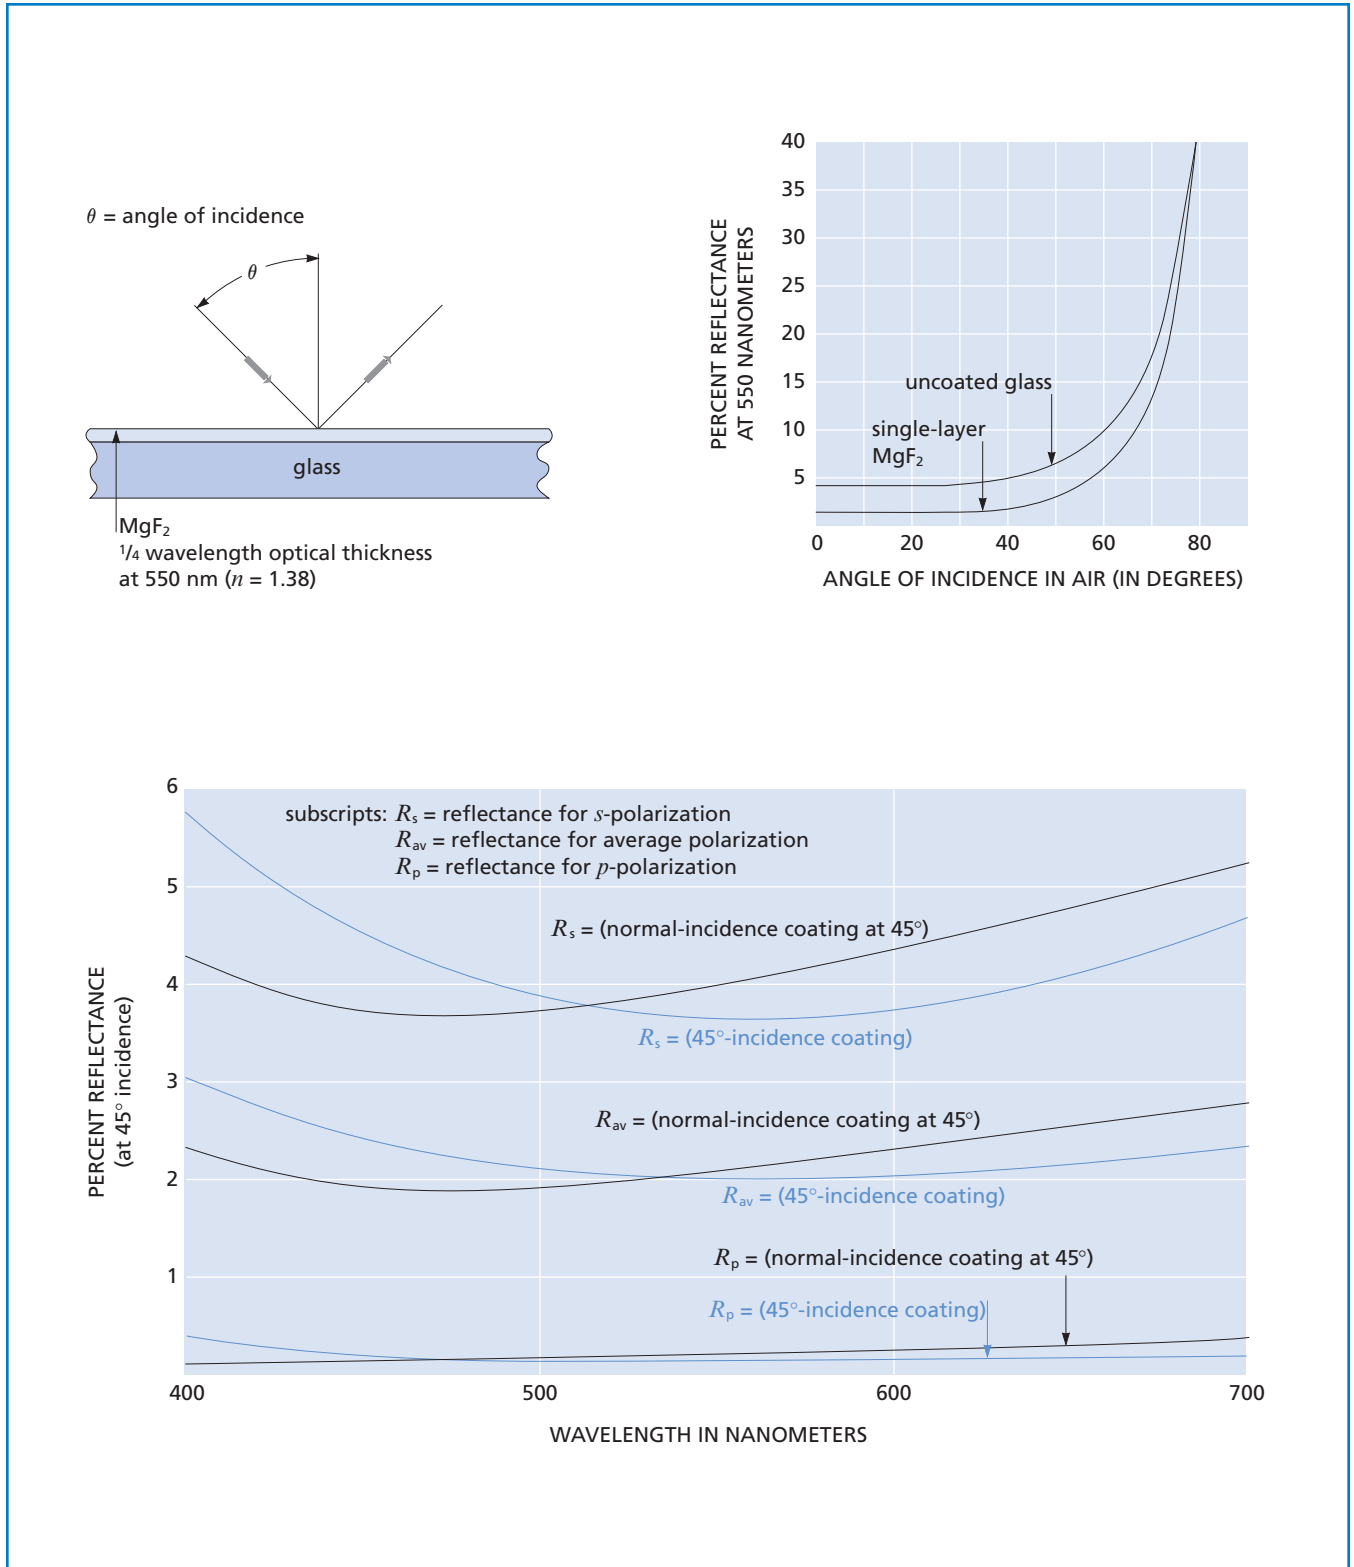 θ = angle of incidence
θ
glass
MgF₂
¹/₄ wavelength optical thickness
at 550 nm (n = 1.38)
PERCENT REFLECTANCE
AT 550 NANOMETERS
40
35
30
25
20
15
10
5
uncoated glass
single-layer
MgF₂
0 20 40 60 80
ANGLE OF INCIDENCE IN AIR (IN DEGREES)
PERCENT REFLECTANCE
(at 45° incidence)
6
5
4
3
2
1
subscripts: Rₛ = reflectance for s-polarization
Rav = reflectance for average polarization
Rₚ = reflectance for p-polarization
Rₛ = (normal-incidence coating at 45°)
Rₛ = (45°-incidence coating)
Rav = (normal-incidence coating at 45°)
Rav = (45°-incidence coating)
Rₚ = (normal-incidence coating at 45°)
Rₚ = (45°-incidence coating)
400 500 600 700
WAVELENGTH IN NANOMETERS